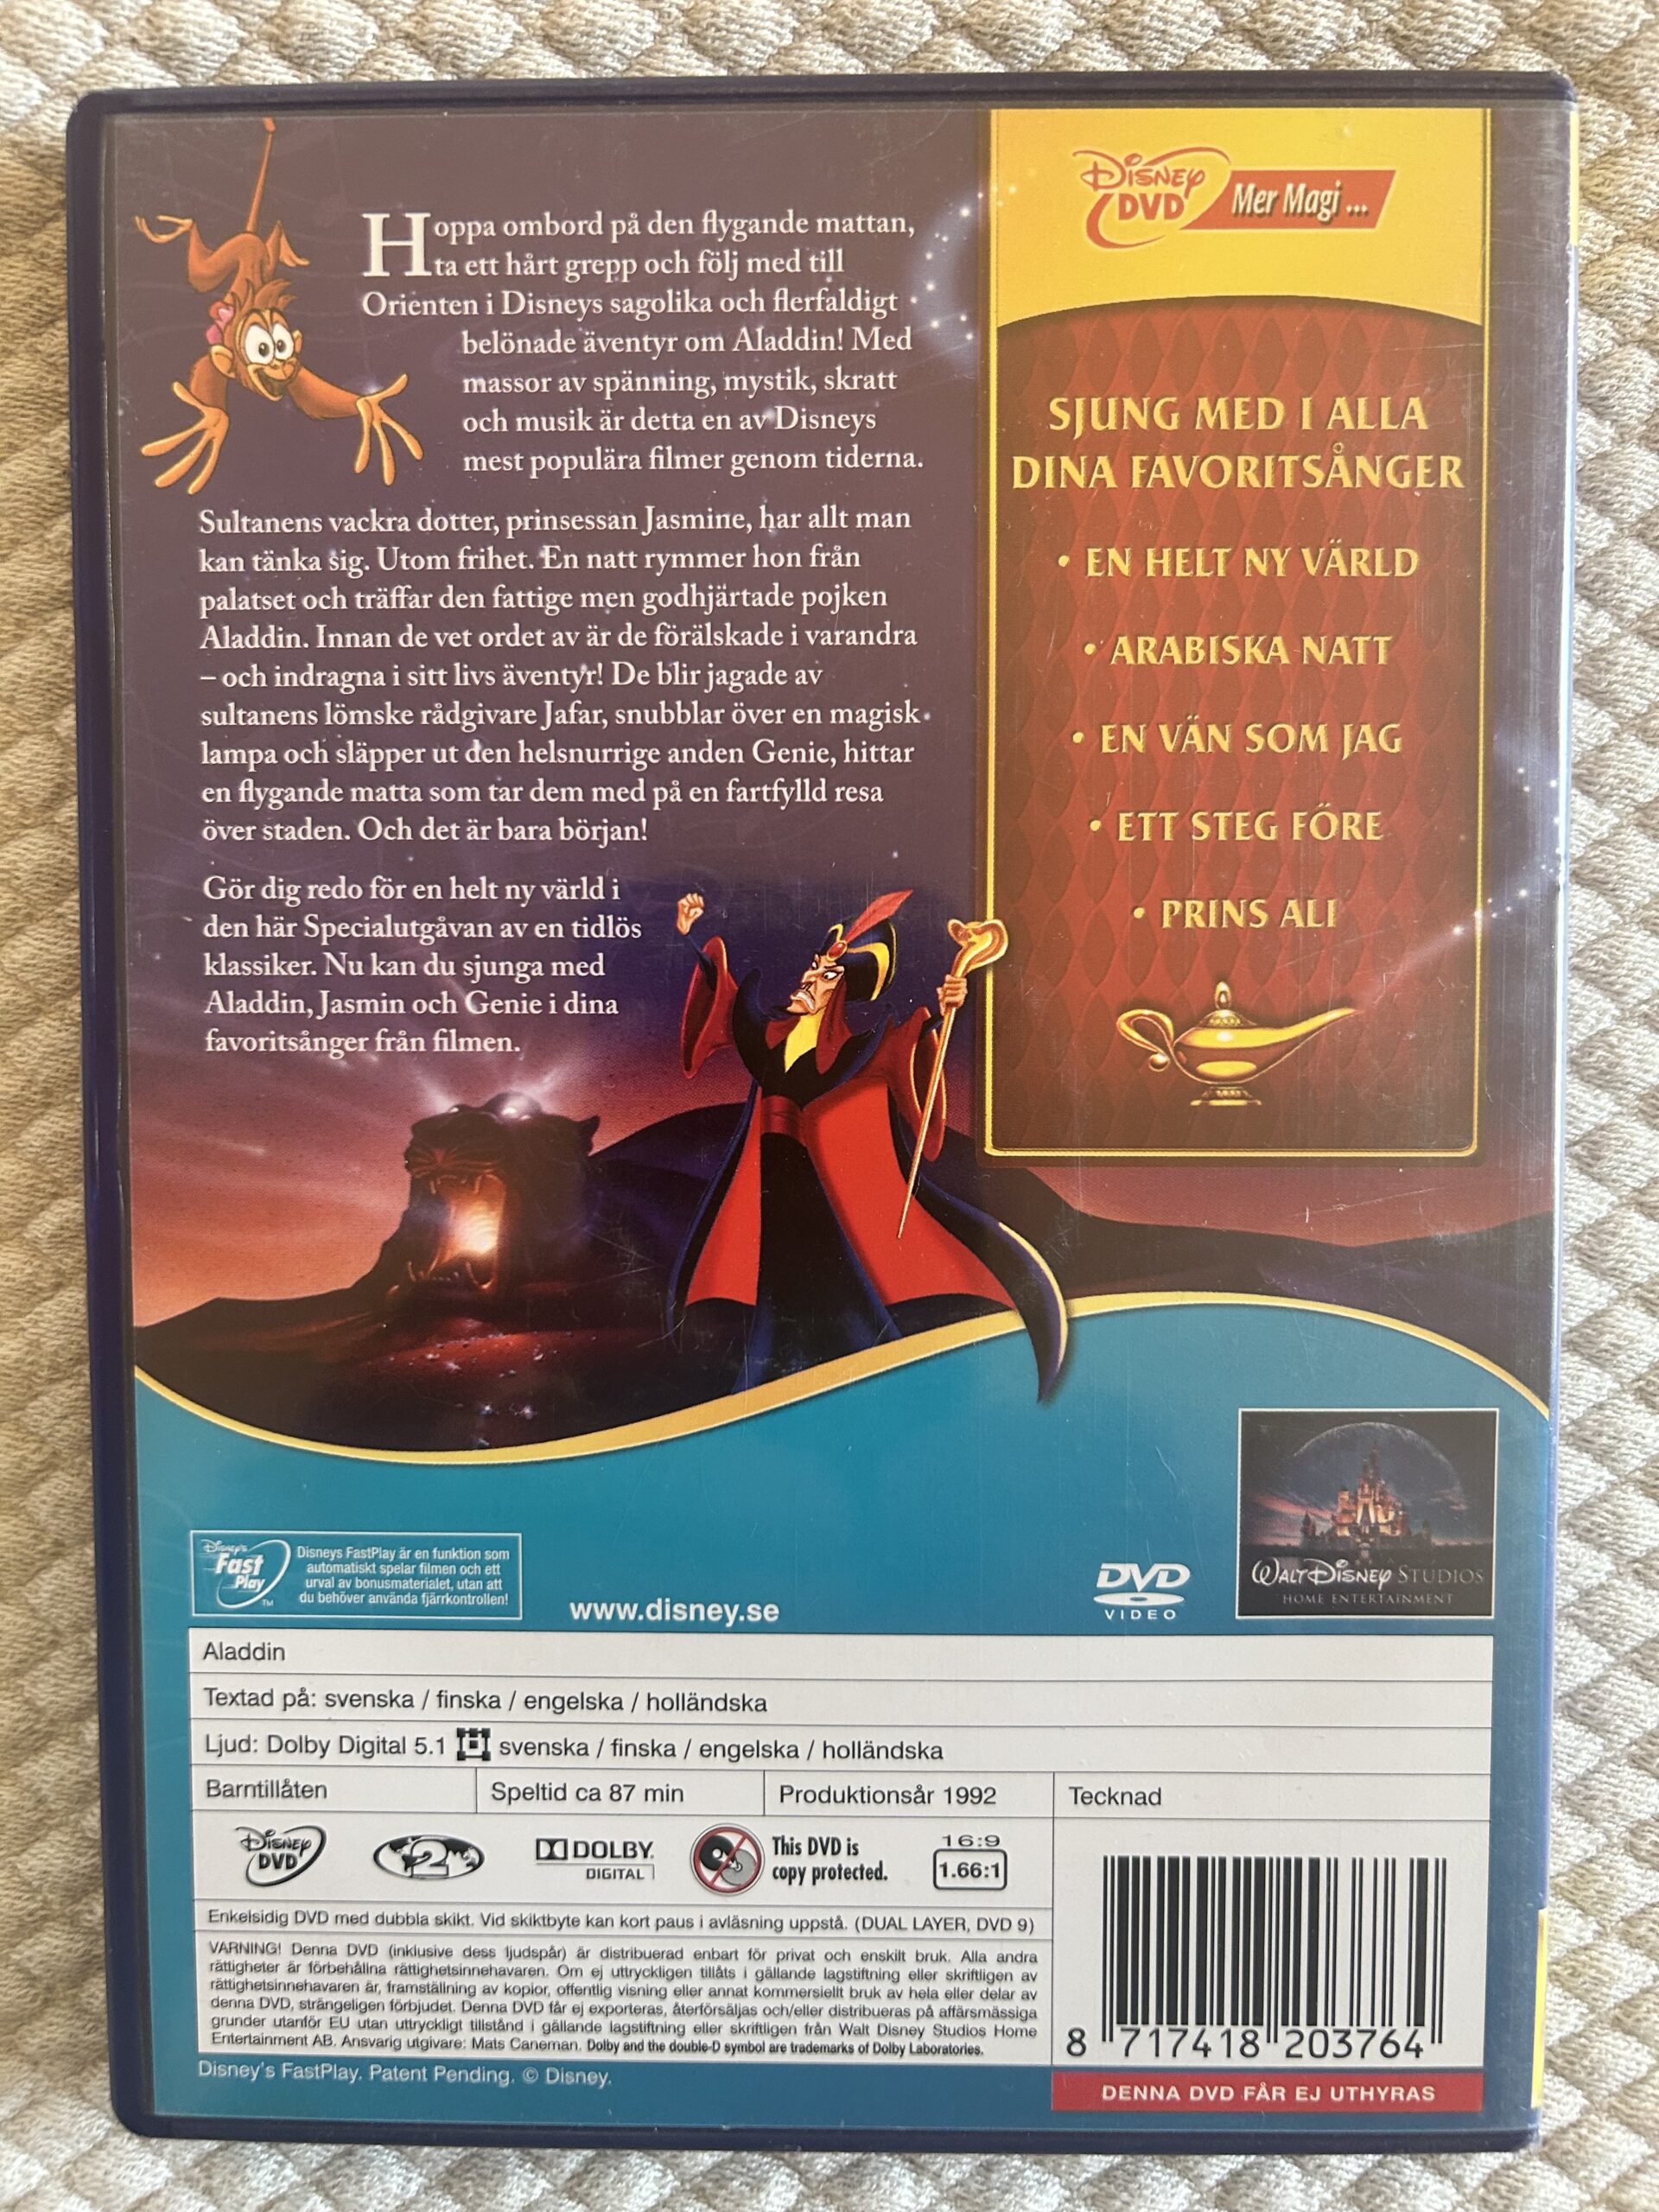 Hoppa ombord på den flygande mattan,
ta ett hårt grepp och följ med till
Orienten i Disneys sagolika och flerfaldigt
belönade äventyr om Aladdin! Med
massor av spänning, mystik, skratt
och musik är detta en av Disneys
mest populära filmer genom tiderna.
Sultanens vackra dotter, prinsessan Jasmine, har allt man
kan tänka sig. Utom frihet. En natt rymmer hon från
palatset och träffar den fattige men godhjärtade pojken
Aladdin. Innan de vet ordet av är de förälskade i varandra
– och indragna i sitt livs äventyr! De blir jagade av
sultanens lömske rådgivare Jafar, snubblar över en magisk
lampa och släpper ut den helsnurrige anden Genie, hittar
en flygande matta som tar dem med på en fartfylld resa
över staden. Och det är bara början!
Gör dig redo för en helt ny värld i
den här Specialutgåvan av en tidlös
klassiker. Nu kan du sjunga med
Aladdin, Jasmin och Genie i dina
favoritsånger från filmen.
Disney DVD Mer Magi ...
SJUNG MED I ALLA
DINA FAVORITSÅNGER
• EN HELT NY VÄRLD
• ARABISKA NATT
• EN VÄN SOM JAG
• ETT STEG FÖRE
• PRINS ALI
Disney's
Fast
Play
TM
Disneys FastPlay är en funktion som
automatiskt spelar filmen och ett
urval av bonusmaterialet, utan att
du behöver använda fjärrkontrollen!
www.disney.se
DVD
VIDEO
WALT DISNEY STUDIOS
HOME ENTERTAINMENT
Aladdin
Textad på: svenska / finska / engelska / holländska
Ljud: Dolby Digital 5.1 svenska / finska / engelska / holländska
Barntillåten Speltid ca 87 min Produktionsår 1992 Tecknad
Disney
DVD
2
DOLBY
DIGITAL
This DVD is
copy protected.
16:9
1.66:1
Enkelsidig DVD med dubbla skikt. Vid skiktbyte kan kort paus i avläsning uppstå. (DUAL LAYER, DVD 9)
VARNING! Denna DVD (inklusive dess ljudspår) är distribuerad enbart för privat och enskilt bruk. Alla andra
rättigheter är förbehållna rättighetsinnehavaren. Om ej uttryckligen tillåts i gällande lagstiftning eller skriftligen av
rättighetsinnehavaren är, framställning av kopior, offentlig visning eller annat kommersiellt bruk av hela eller delar av
denna DVD, strängeligen förbjudet. Denna DVD får ej exporteras, återförsäljas och/eller distribueras på affärsmässiga
grunder utanför EU utan uttryckligt tillstånd i gällande lagstiftning eller skriftligen från Walt Disney Studios Home
Entertainment AB. Ansvarig utgivare: Mats Caneman. Dolby and the double-D symbol are trademarks of Dolby Laboratories.
Disney's FastPlay. Patent Pending. © Disney.
8 717418 203764
DENNA DVD FÅR EJ UTHYRAS